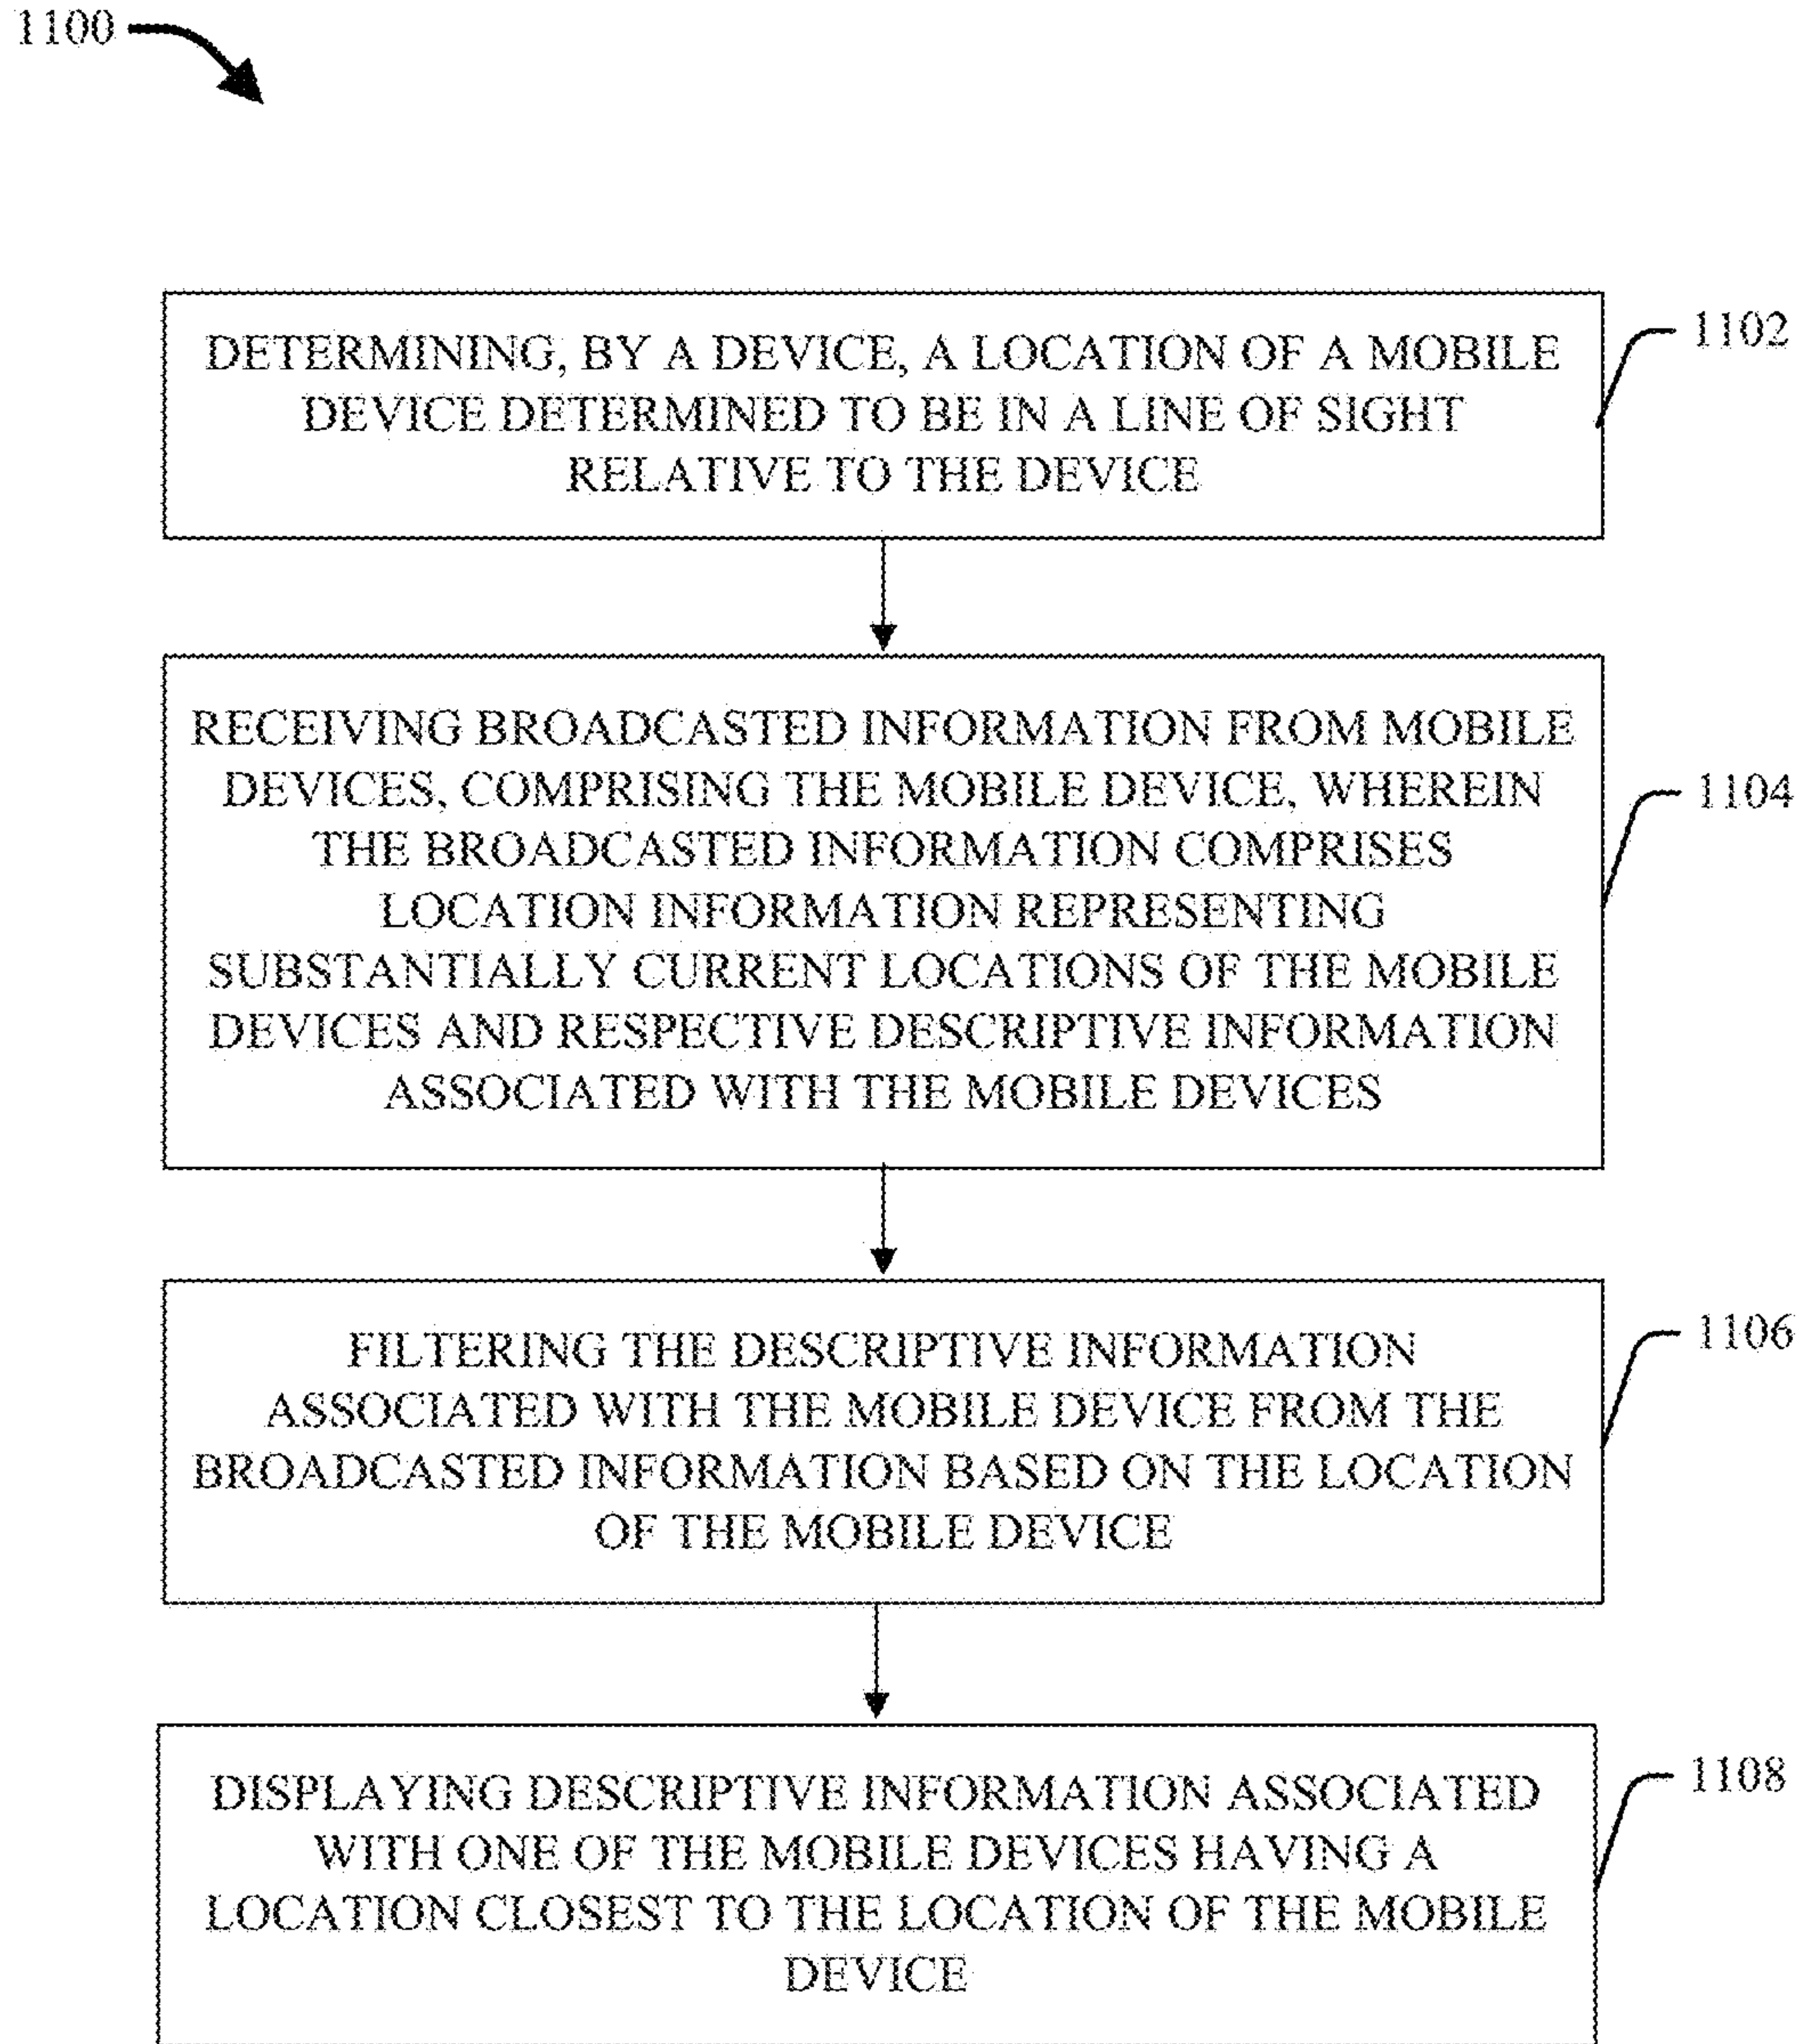 1100
DETERMINING, BY A DEVICE, A LOCATION OF A MOBILE
DEVICE DETERMINED TO BE IN A LINE OF SIGHT
RELATIVE TO THE DEVICE
1102
RECEIVING BROADCASTED INFORMATION FROM MOBILE
DEVICES, COMPRISING THE MOBILE DEVICE, WHEREIN
THE BROADCASTED INFORMATION COMPRISES
LOCATION INFORMATION REPRESENTING
SUBSTANTIALLY CURRENT LOCATIONS OF THE MOBILE
DEVICES AND RESPECTIVE DESCRIPTIVE INFORMATION
ASSOCIATED WITH THE MOBILE DEVICES
1104
FILTERING THE DESCRIPTIVE INFORMATION
ASSOCIATED WITH THE MOBILE DEVICE FROM THE
BROADCASTED INFORMATION BASED ON THE LOCATION
OF THE MOBILE DEVICE
1106
DISPLAYING DESCRIPTIVE INFORMATION ASSOCIATED
WITH ONE OF THE MOBILE DEVICES HAVING A
LOCATION CLOSEST TO THE LOCATION OF THE MOBILE
DEVICE
1108